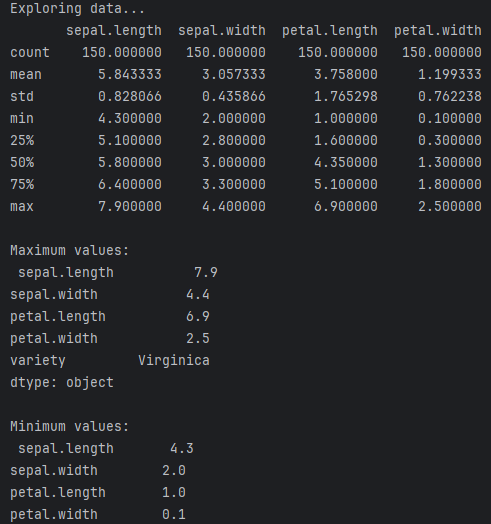 Exploring data...
       sepal.length  sepal.width  petal.length  petal.width
count    150.000000   150.000000    150.000000   150.000000
mean       5.843333     3.057333      3.758000     1.199333
std        0.828066     0.435866      1.765298     0.762238
min        4.300000     2.000000      1.000000     0.100000
25%        5.100000     2.800000      1.600000     0.300000
50%        5.800000     3.000000      4.350000     1.300000
75%        6.400000     3.300000      5.100000     1.800000
max        7.900000     4.400000      6.900000     2.500000

Maximum values:
 sepal.length          7.9
sepal.width           4.4
petal.length          6.9
petal.width           2.5
variety         Virginica
dtype: object

Minimum values:
 sepal.length       4.3
sepal.width        2.0
petal.length       1.0
petal.width        0.1